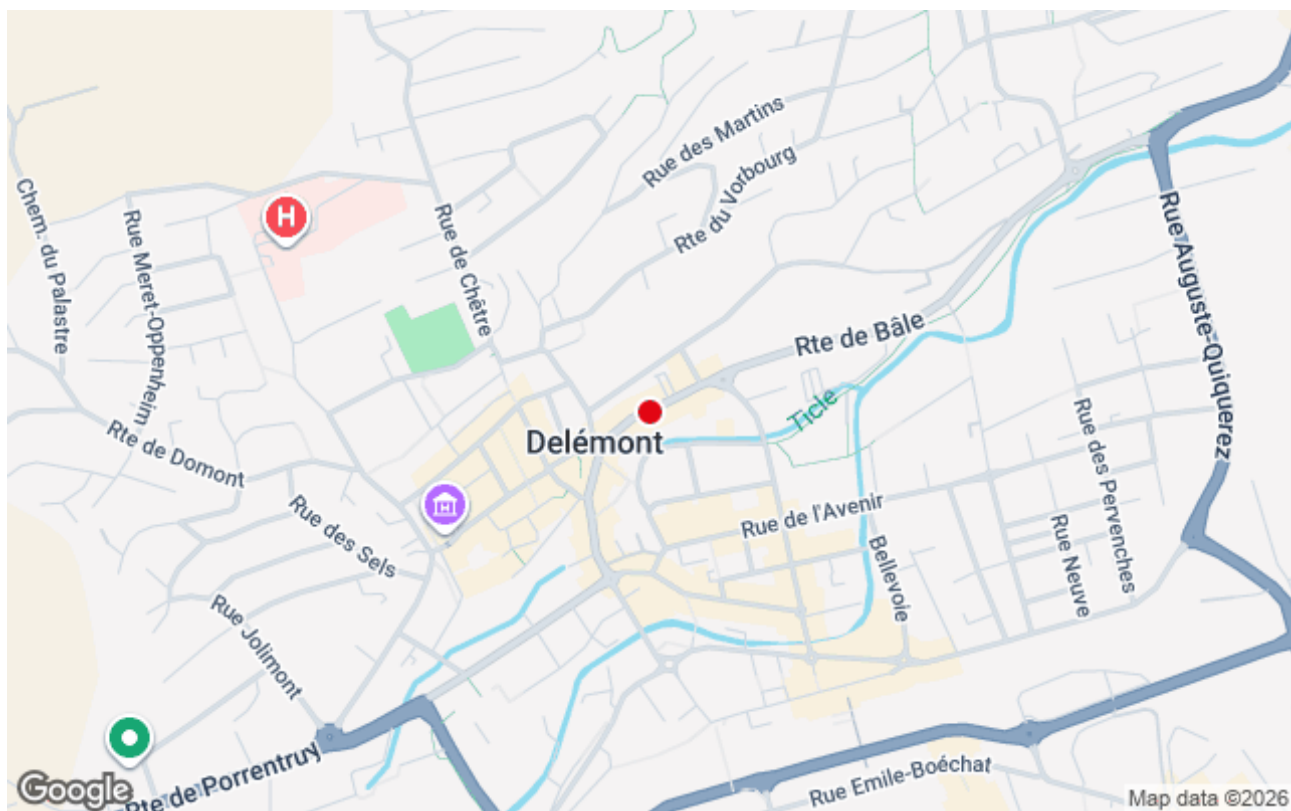 Rue des Martins
Rte du Vorbourg
Rue Auguste-Quiquerez
Chem. du Palastre
Rue Meret-Oppenheim
H
Rue de Chêtre
Rte de Bâle
Ticle
Delémont
Rte de Domont
Rue des Sels
H
Rue de l'Avenir
Bellevoie
Rue des Pervenches
Rue Neuve
Rue Jolimont
Rte de Porrentruy
Rue Emile-Boéchat
Google
Map data ©2026